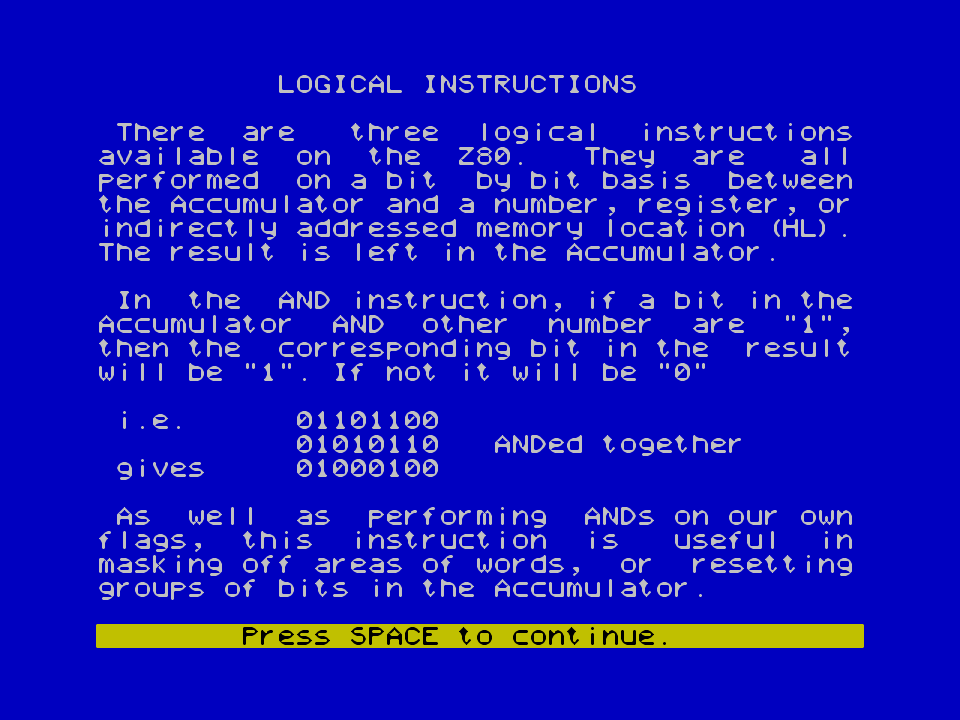 LOGICAL INSTRUCTIONS
There are three logical instructions
available on the Z80. They are all
performed on a bit by bit basis between
the Accumulator and a number, register, or
indirectly addressed memory location (HL).
The result is left in the Accumulator.
In the AND instruction, if a bit in the
Accumulator AND other number are "1",
then the corresponding bit in the result
will be "1". If not it will be "0"
i.e. 01101100
01010110 ANDed together
gives 01000100
As well as performing ANDs on our own
flags, this instruction is useful in
masking off areas of words, or resetting
groups of bits in the Accumulator.
Press SPACE to continue.